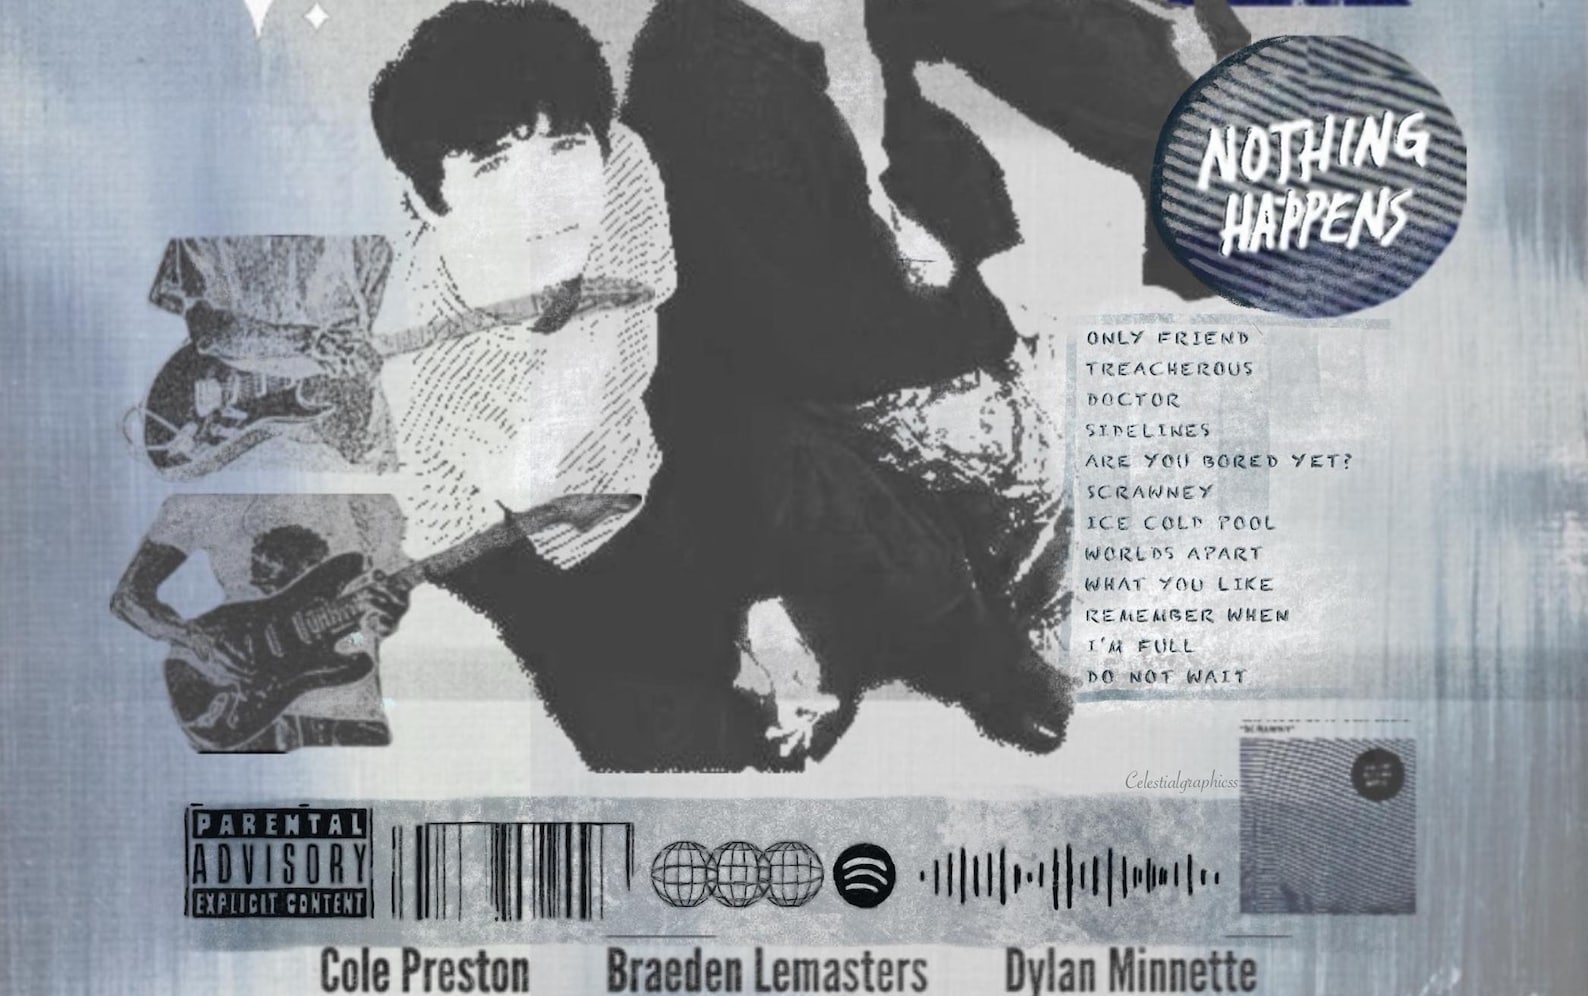 NOTHING
HAPPENS
ONLY FRIEND
TREACHEROUS
DOCTOR
SIDELINES
ARE YOU BORED YET?
SCRAWNEY
ICE COLD POOL
WORLDS APART
WHAT YOU LIKE
REMEMBER WHEN
I'M FULL
DO NOT WAIT
"SCRAWNY"
Celestialgraphicss
PARENTAL
ADVISORY
EXPLICIT CONTENT
Cole Preston Braeden Lemasters Dylan Minnette